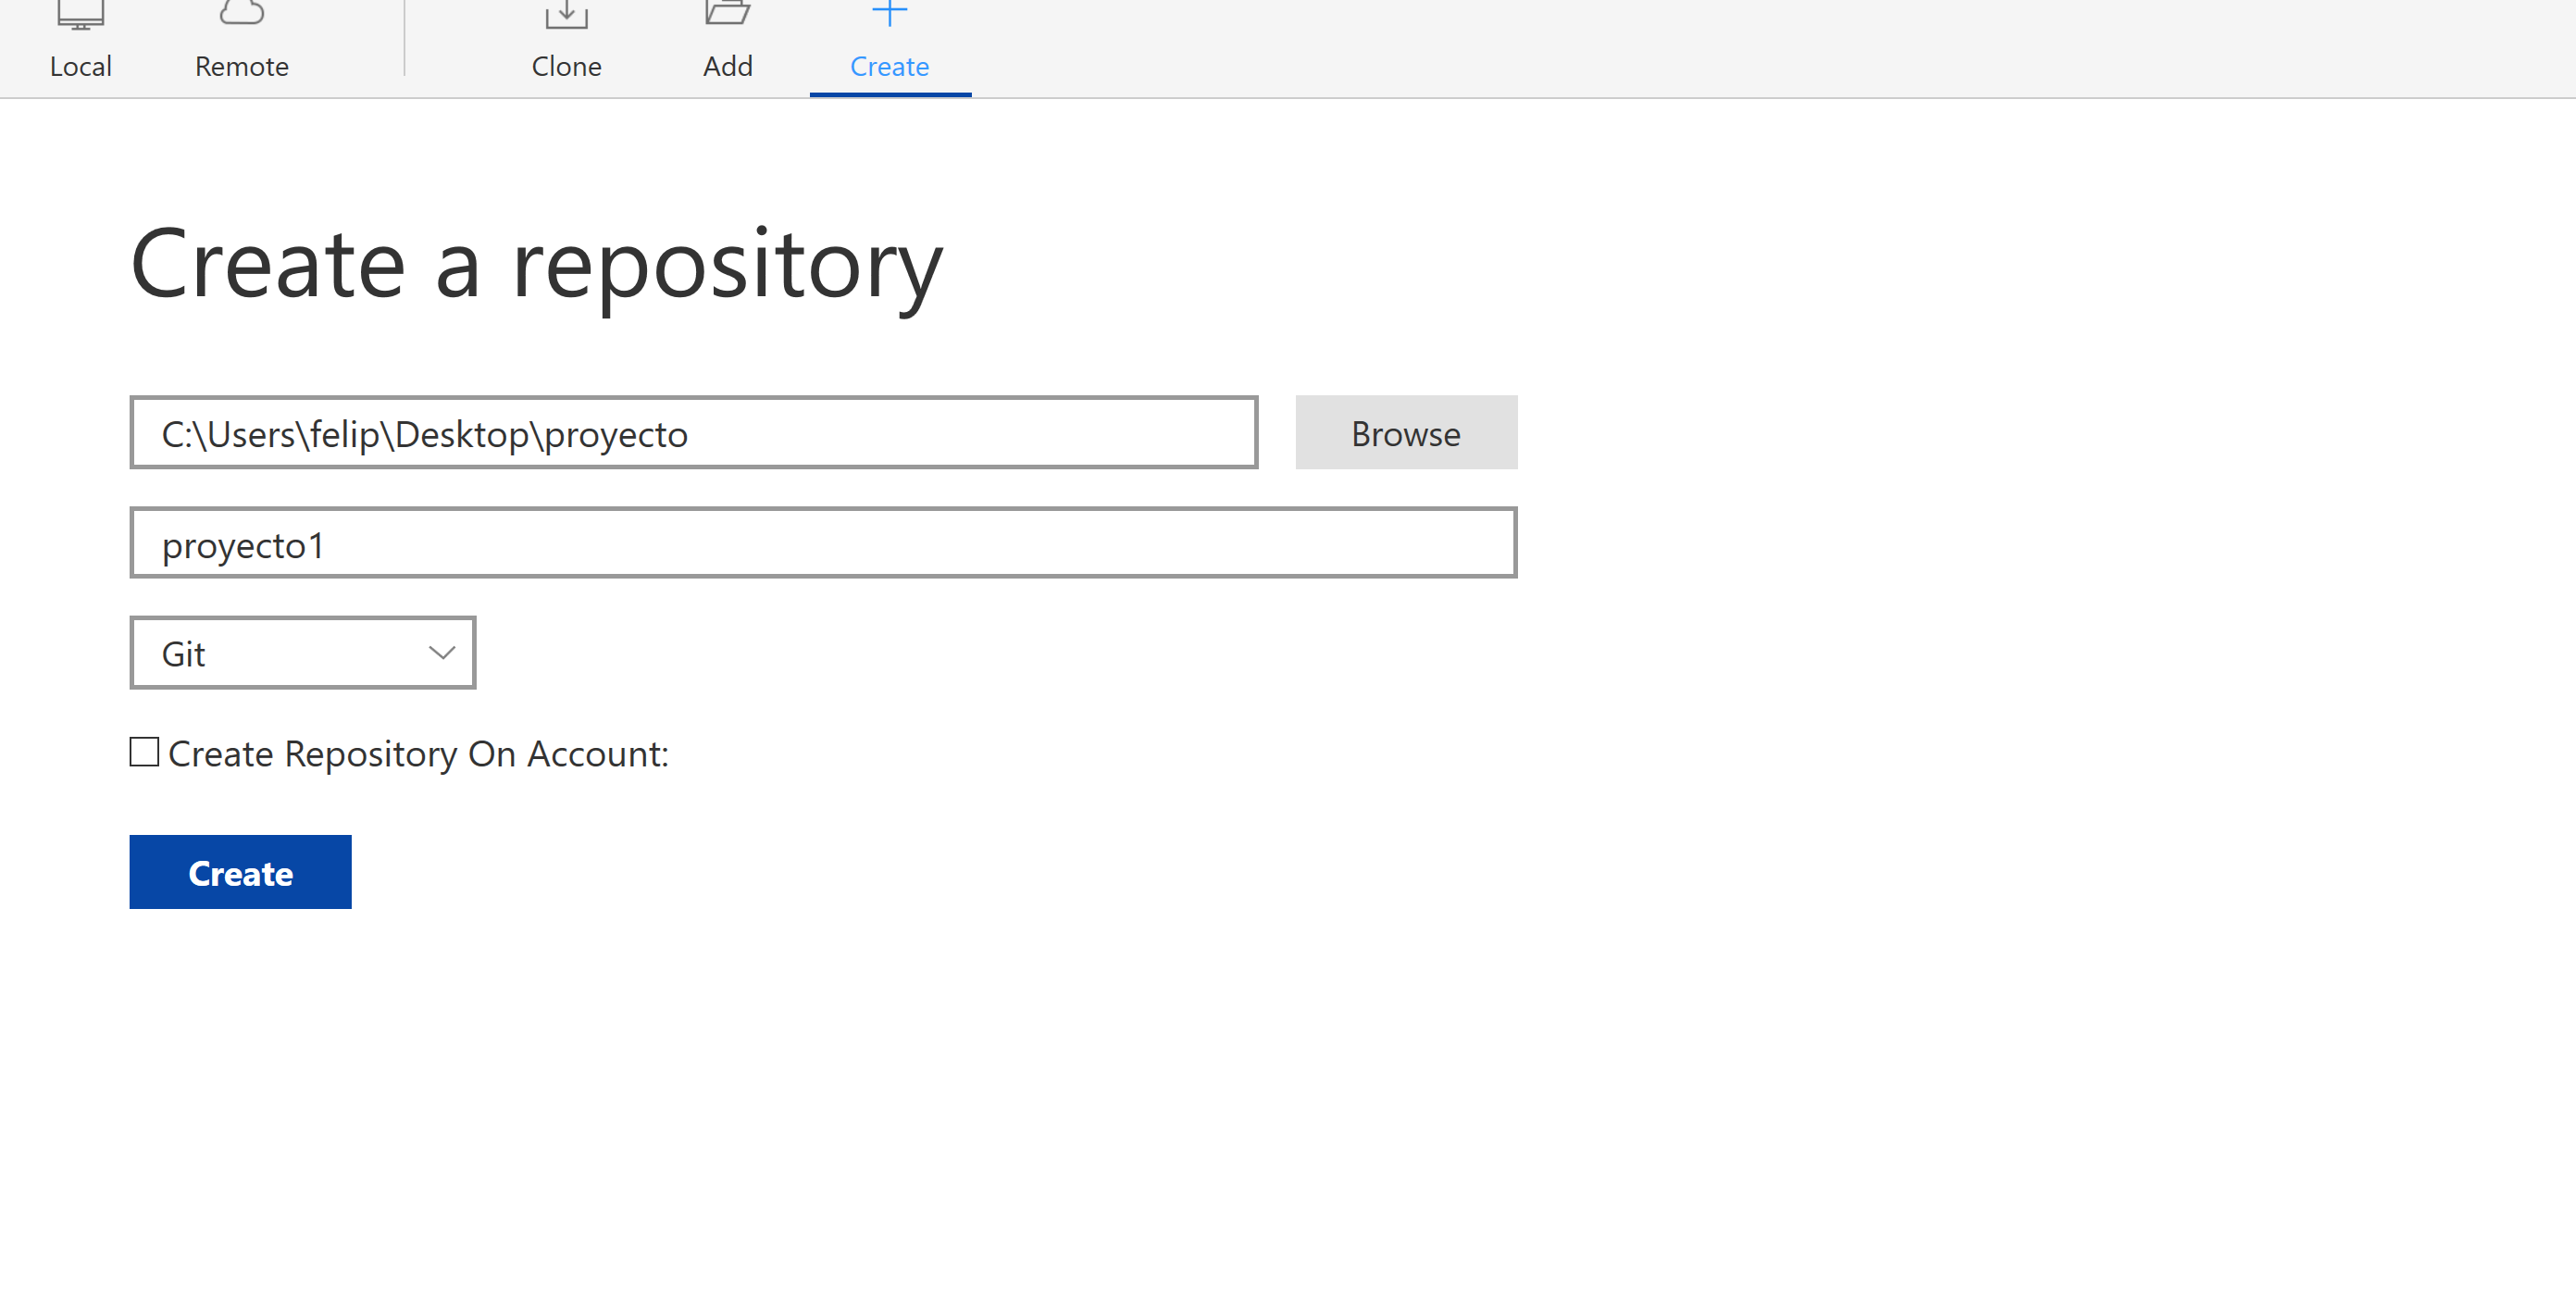 Local Remote Clone Add Create
Create a repository
C:\Users\felip\Desktop\proyecto Browse
proyecto1
Git
Create Repository On Account:
Create